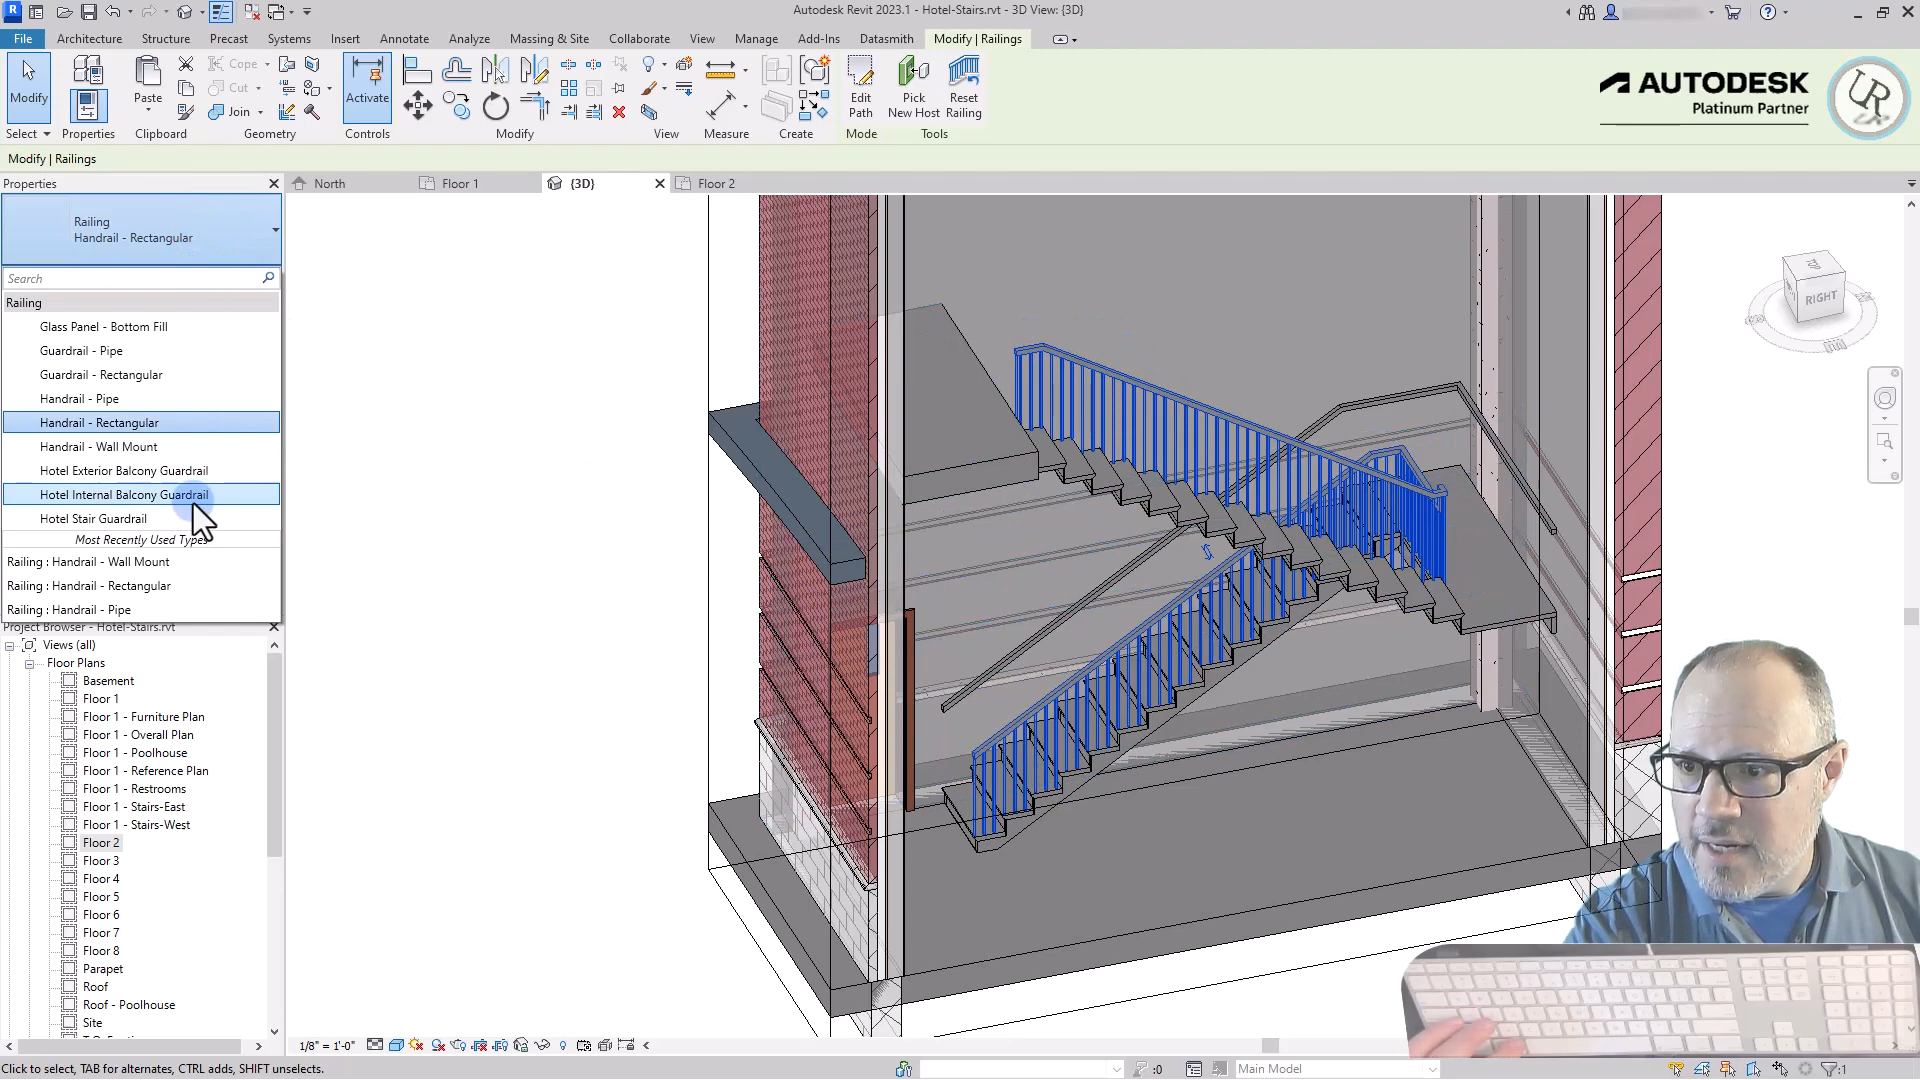 Autodesk Revit 2023.1 - Hotel-Stairs.rvt - 3D View: {3D}
File Architecture Structure Precast Systems Insert Annotate Analyze Massing & Site Collaborate View Manage Add-Ins Datasmith Modify | Railings
Modify
Paste
Cope
Cut
Join
Activate
Edit Path
Pick New Host
Reset Railing
Select Properties Clipboard Geometry Controls Modify View Measure Create Mode Tools
AUTODESK
Platinum Partner
UR
Modify | Railings
Properties
North
Floor 1
{3D}
Floor 2
Railing
Handrail - Rectangular
Search
Railing
Glass Panel - Bottom Fill
Guardrail - Pipe
Guardrail - Rectangular
Handrail - Pipe
Handrail - Rectangular
Handrail - Wall Mount
Hotel Exterior Balcony Guardrail
Hotel Internal Balcony Guardrail
Hotel Stair Guardrail
Most Recently Used Types
Railing : Handrail - Wall Mount
Railing : Handrail - Rectangular
Railing : Handrail - Pipe
Project Browser - Hotel-Stairs.rvt
Views (all)
Floor Plans
Basement
Floor 1
Floor 1 - Furniture Plan
Floor 1 - Overall Plan
Floor 1 - Poolhouse
Floor 1 - Reference Plan
Floor 1 - Restrooms
Floor 1 - Stairs-East
Floor 1 - Stairs-West
Floor 2
Floor 3
Floor 4
Floor 5
Floor 6
Floor 7
Floor 8
Parapet
Roof
Roof - Poolhouse
Site
TOP
RIGHT
1/8" = 1'-0"
Click to select, TAB for alternates, CTRL adds, SHIFT unselects.
:0
Main Model
:1